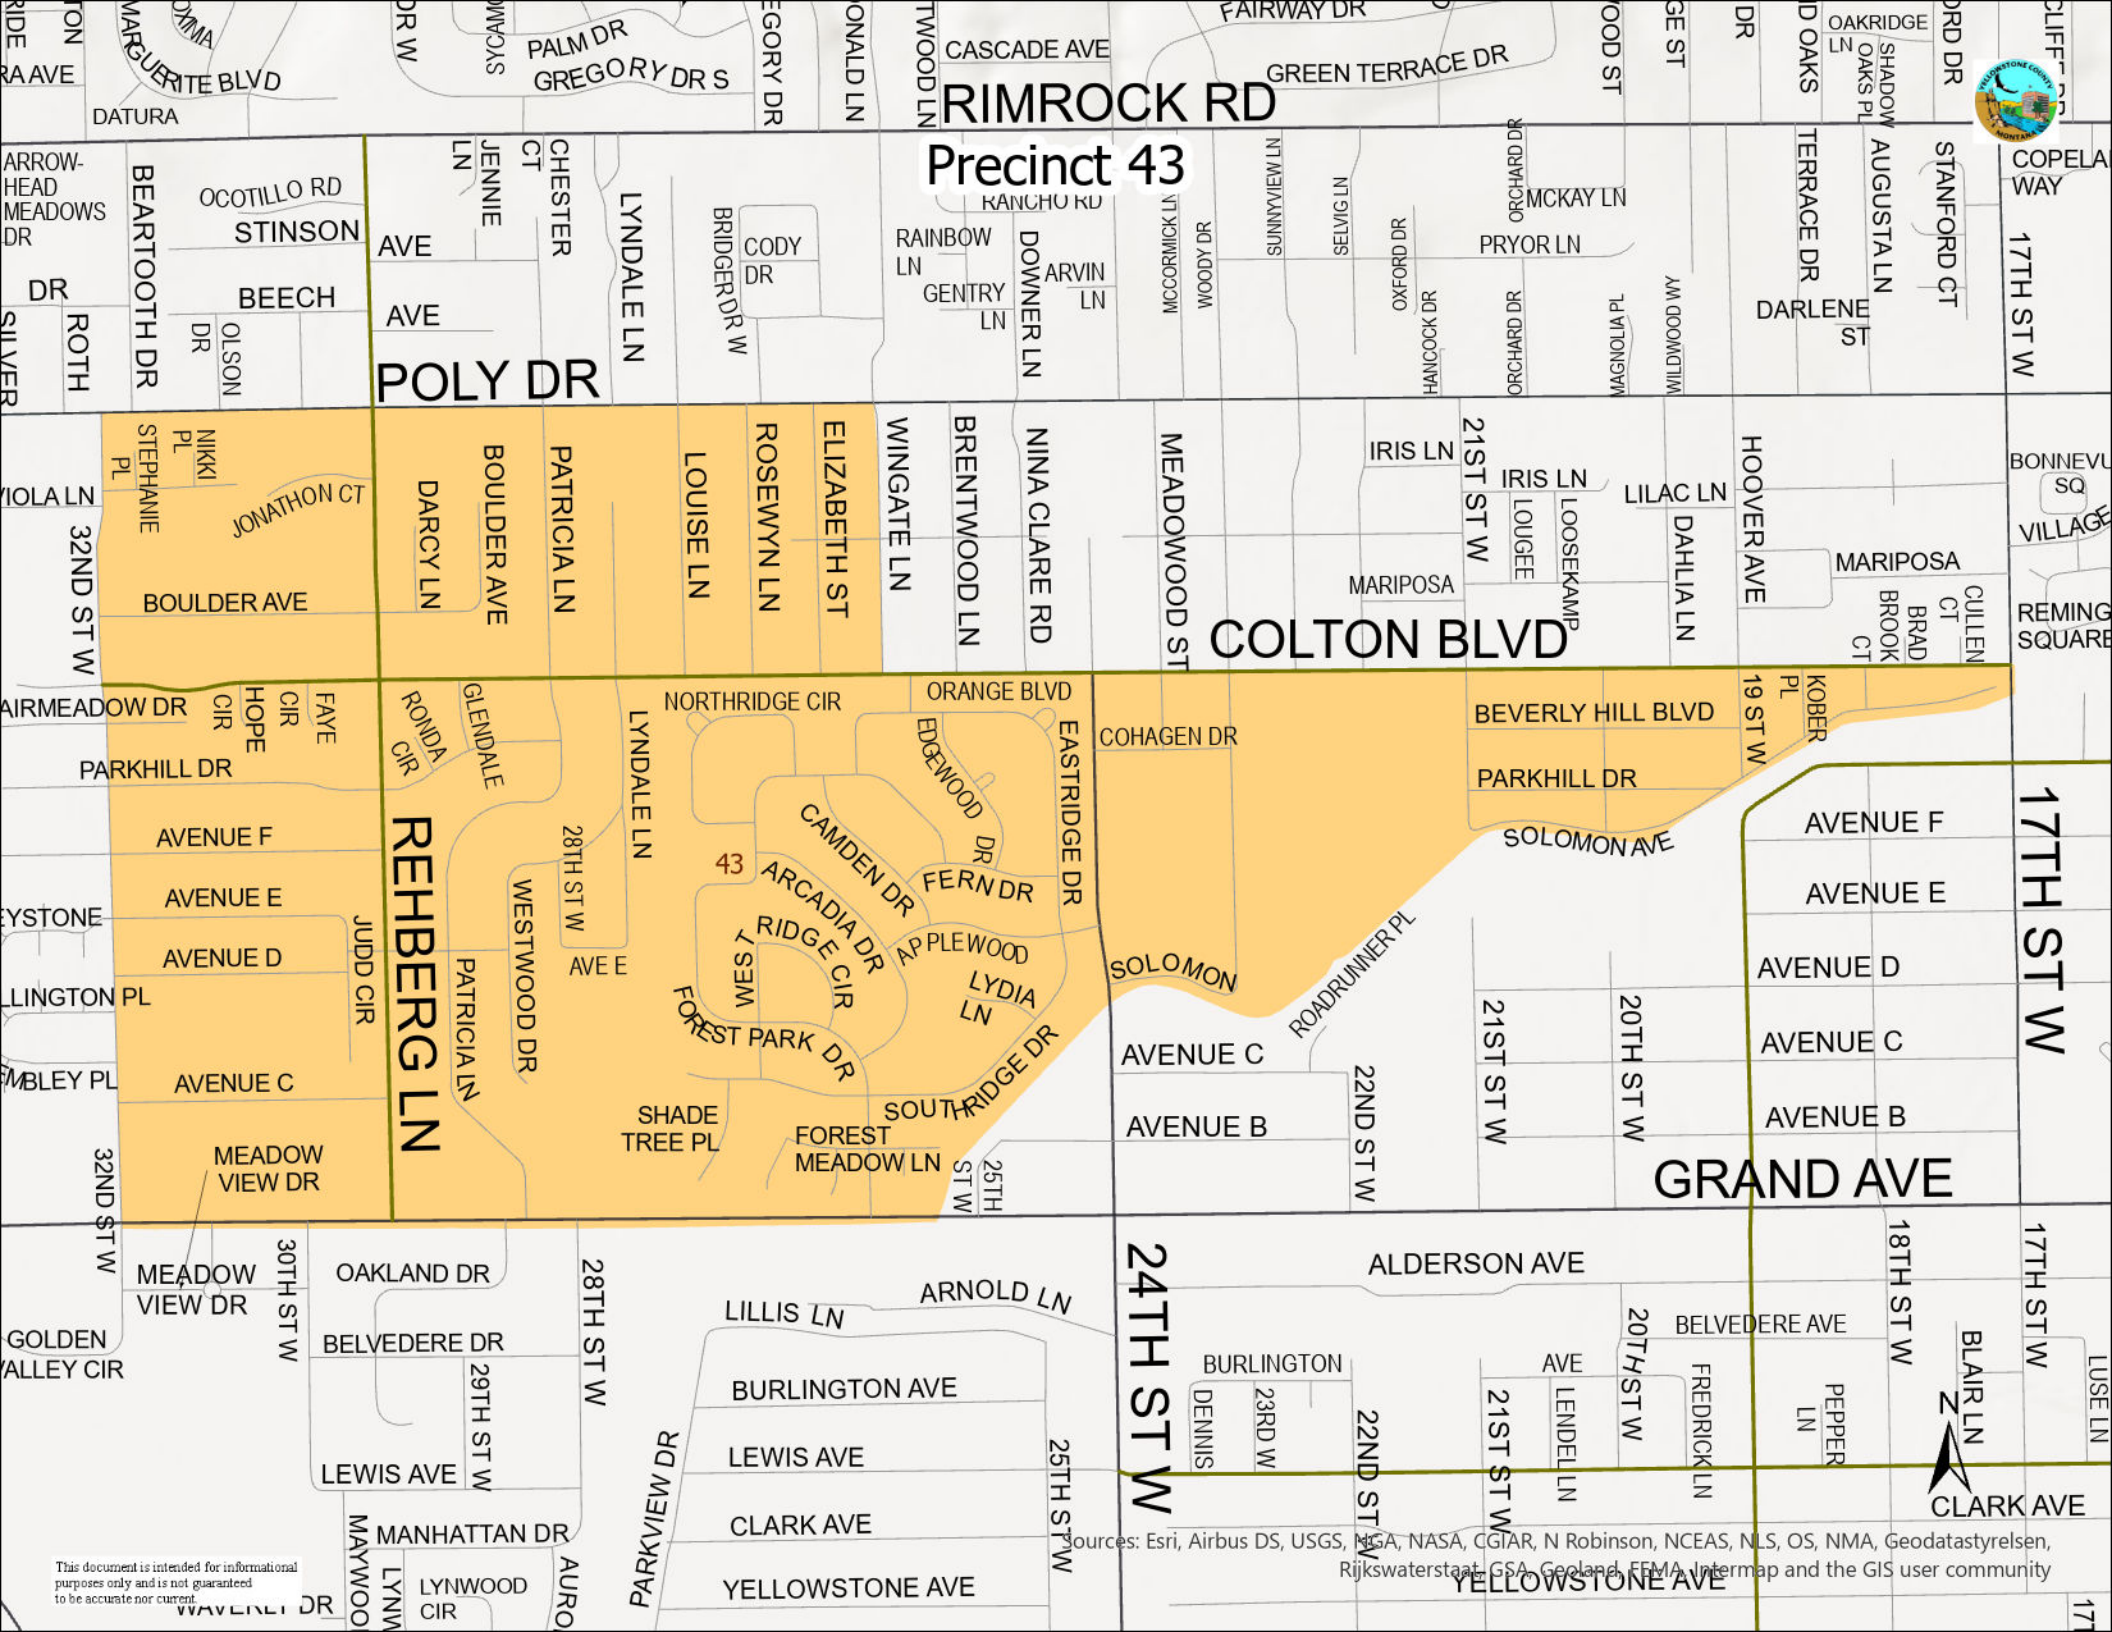 MARGUERITE BLVD
DATURA
PALM DR
GREGORY DR S
CASCADE AVE
FAIRWAY DR
GREEN TERRACE DR
OAKRIDGE
LN
SHADOW
OAKS PL
RIMROCK RD
Precinct 43
YELLOWSTONE COUNTY
MONTANA
ARROW-
HEAD
MEADOWS
DR
BEARTOOTH DR
OCOTILLO RD
STINSON
AVE
JENNIE
LN
CHESTER
CT
LYNDALE LN
BRIDGER DR W
CODY
DR
RANCHO RD
RAINBOW
LN
DOWNER LN
ARVIN
LN
GENTRY
LN
MCCORMICK LN
WOODY DR
SUNNYVIEW LN
SELVIG LN
OXFORD DR
ORCHARD DR
MCKAY LN
PRYOR LN
HANCOCK DR
ORCHARD DR
MAGNOLIA PL
WILDWOOD WY
TERRACE DR
AUGUSTA LN
STANFORD CT
DARLENE
ST
17TH ST W
WAY
DR
ROTH
BEECH
AVE
OLSON
DR
POLY DR
STEPHANIE
PL
NIKKI
PL
JONATHON CT
DARCY LN
BOULDER AVE
PATRICIA LN
LOUISE LN
ROSEWYN LN
ELIZABETH ST
WINGATE LN
BRENTWOOD LN
NINA CLARE RD
MEADOWOOD ST
IRIS LN
21ST ST W
IRIS LN
LOUGEE
LOOSEKAMP
LILAC LN
DAHLIA LN
HOOVER AVE
MARIPOSA
MARIPOSA
BROOK
CT
BRAD
CULLEN
CT
SQ
VILLAGE
REMING
SQUARE
32ND ST W
BOULDER AVE
COLTON BLVD
PARKHILL DR
HOPE
CIR
FAYE
CIR
RONDA
CIR
GLENDALE
LYNDALE LN
NORTHRIDGE CIR
ORANGE BLVD
EDGEWOOD DR
EASTRIDGE DR
COHAGEN DR
BEVERLY HILL BLVD
PARKHILL DR
19 ST W
KOBER
PL
SOLOMON AVE
AVENUE F
AVENUE E
AVENUE D
JUDD CIR
AVENUE C
REHBERG LN
PATRICIA LN
WESTWOOD DR
28TH ST W
AVE E
43
CAMDEN DR
ARCADIA DR
FERN DR
WEST
RIDGE CIR
APPLEWOOD
LYDIA
LN
FOREST PARK DR
SOUTHRIDGE DR
SHADE
TREE PL
FOREST
MEADOW LN
25TH
ST W
SOLOMON
ROADRUNNER PL
AVENUE C
AVENUE B
22ND ST W
21ST ST W
20TH ST W
AVENUE F
AVENUE E
AVENUE D
AVENUE C
AVENUE B
17TH ST W
GRAND AVE
MEADOW
VIEW DR
32ND ST W
MEADOW
VIEW DR
GOLDEN
30TH ST W
OAKLAND DR
BELVEDERE DR
29TH ST W
28TH ST W
LEWIS AVE
MANHATTAN DR
LYNWOOD
CIR
LILLIS LN
ARNOLD LN
PARKVIEW DR
BURLINGTON AVE
LEWIS AVE
CLARK AVE
YELLOWSTONE AVE
25TH ST W
24TH ST W
ALDERSON AVE
BELVEDERE AVE
BURLINGTON
AVE
DENNIS
23RD W
22ND ST W
21ST ST W
LENDEL LN
20TH ST W
FREDRICK LN
PEPPER
LN
18TH ST W
BLAIR LN
17TH ST W
LUSE LN
N
CLARK AVE
YELLOWSTONE AVE
Sources: Esri, Airbus DS, USGS, NGA, NASA, CGIAR, N Robinson, NCEAS, NLS, OS, NMA, Geodatastyrelsen,
Rijkswaterstaat, GSA, Geoland, FEMA, Intermap and the GIS user community
This document is intended for informational
purposes only and is not guaranteed
to be accurate nor current.